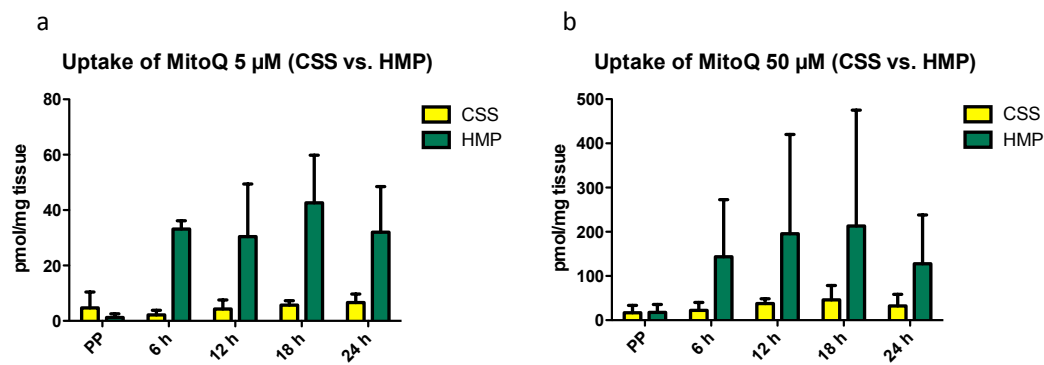 a
Uptake of MitoQ 5 µM (CSS vs. HMP)
80
60
40
20
0
pmol/mg tissue
PP
6 h
12 h
18 h
24 h
CSS
HMP
b
Uptake of MitoQ 50 µM (CSS vs. HMP)
500
400
300
200
100
0
pmol/mg tissue
PP
6 h
12 h
18 h
24 h
CSS
HMP